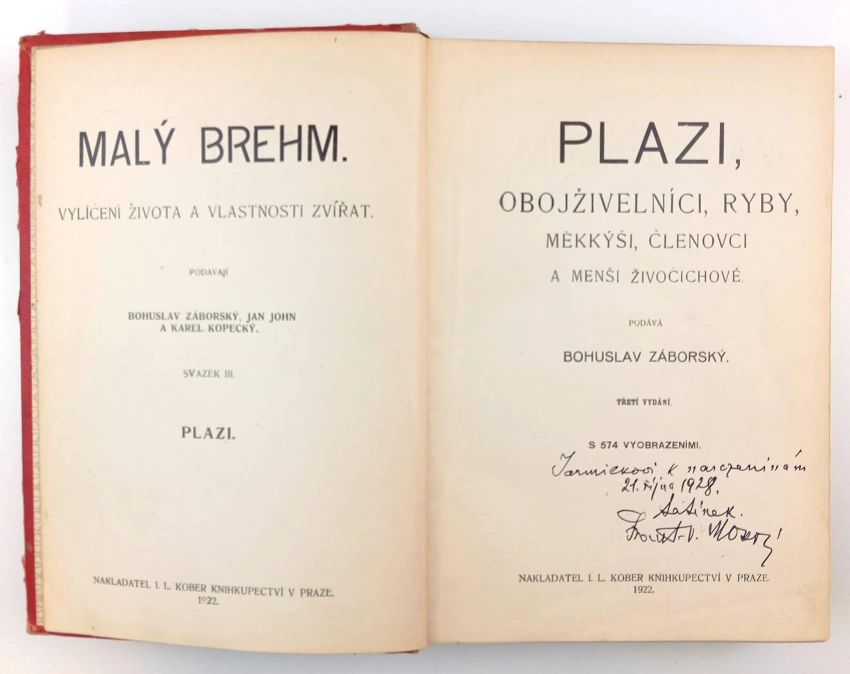 MALÝ BREHM.
VYLÍČENÍ ŽIVOTA A VLASTNOSTI ZVÍŘAT.
PODÁVAJÍ
BOHUSLAV ZÁBORSKÝ, JAN JOHN
A KAREL KOPECKÝ.
SVAZEK III.
PLAZI.
NAKLADATEL I. L. KOBER KNIHKUPECTVÍ V PRAZE.
1922.
PLAZI,
OBOJŽIVELNÍCI, RYBY,
MĚKKÝŠI, ČLENOVCI
A MENŠÍ ŽIVOČICHOVÉ.
PODÁVÁ
BOHUSLAV ZÁBORSKÝ.
TŘETÍ VYDÁNÍ.
S 574 VYOBRAZENÍMI.
k narozeninám
21. října 1928.
tatínek.
NAKLADATEL I. L. KOBER KNIHKUPECTVÍ V PRAZE.
1922.